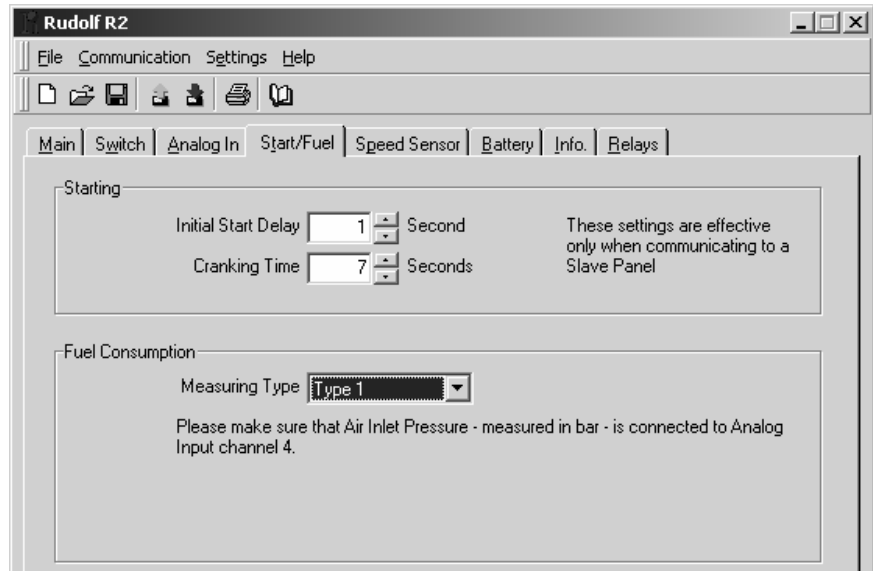 Rudolf R2
File Communication Settings Help
Main Switch Analog In Start/Fuel Speed Sensor Battery Info. Relays
Starting
Initial Start Delay 1 Second
Cranking Time 7 Seconds
These settings are effective
only when communicating to a
Slave Panel
Fuel Consumption
Measuring Type Type 1
Please make sure that Air Inlet Pressure - measured in bar - is connected to Analog
Input channel 4.